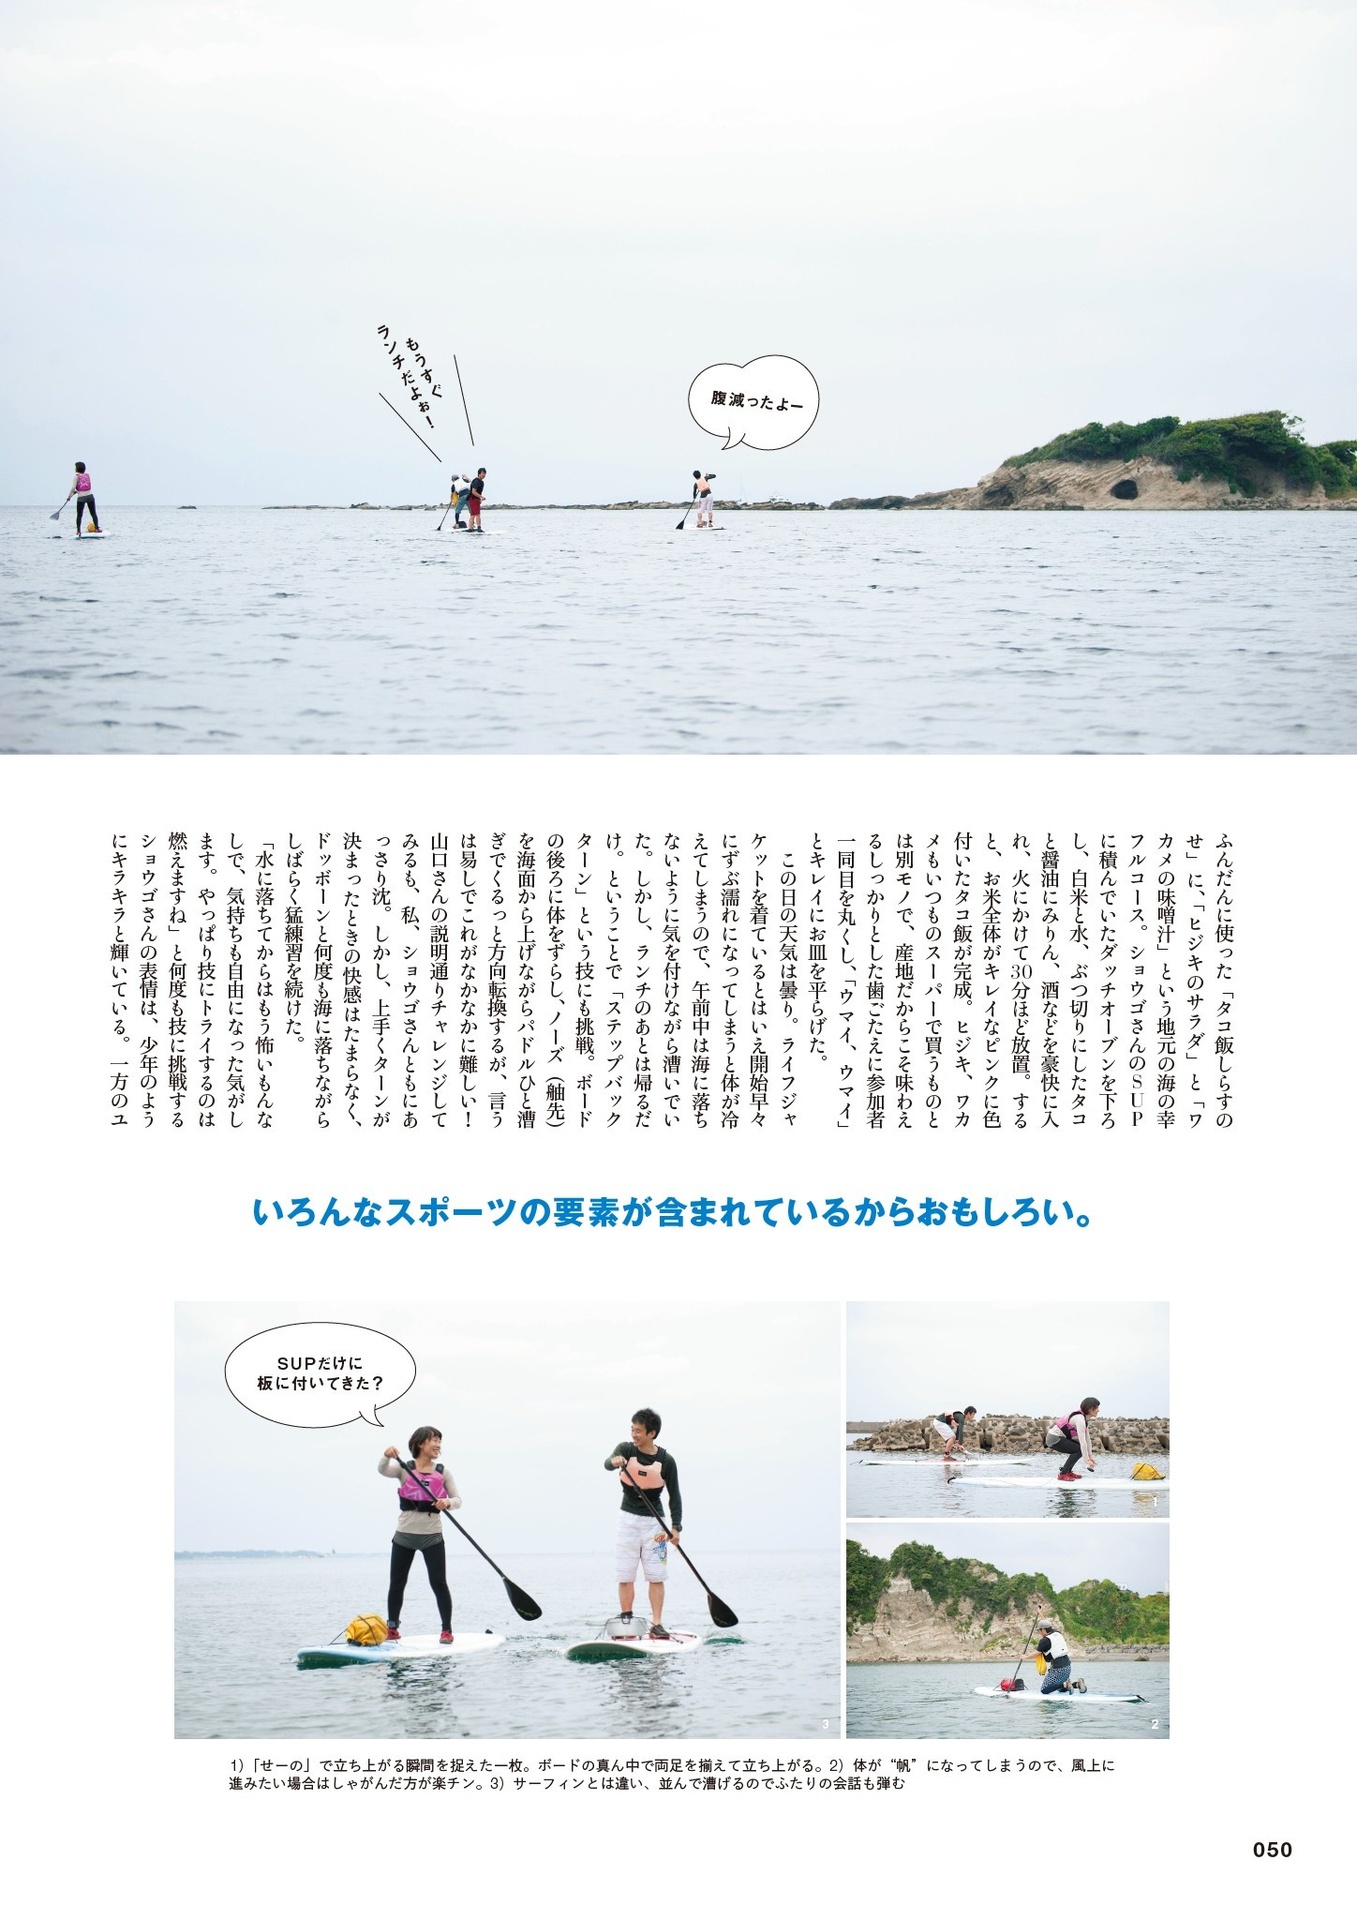 もうすぐ
ランチだよぉ！
腹減ったよー
ふんだんに使った「タコ飯しらすの
せ」に、「ヒジキのサラダ」と「ワ
カメの味噌汁」という地元の海の幸
フルコース。ショウゴさんのSUP
に積んでいたダッチオーブンを下ろ
し、白米と水、ぶつ切りにしたタコ
と醤油にみりん、酒などを豪快に入
れ、火にかけて30分ほど放置。する
と、お米全体がキレイなピンクに色
付いたタコ飯が完成。ヒジキ、ワカ
メもいつものスーパーで買うものと
は別モノで、産地だからこそ味わえ
るしっかりとした歯ごたえに参加者
一同目を丸くし、「ウマイ、ウマイ」
とキレイにお皿を平らげた。
この日の天気は曇り。ライフジャ
ケットを着ているとはいえ開始早々
にずぶ濡れになってしまうと体が冷
えてしまうので、午前中は海に落ち
ないように気を付けながら漕いでい
た。しかし、ランチのあとは帰るだ
け。ということで「ステップバック
ターン」という技にも挑戦。ボード
の後ろに体をずらし、ノーズ（舳先）
を海面から上げながらパドルひと漕
ぎでくるっと方向転換するが、言う
は易しでこれがなかなかに難しい！
山口さんの説明通りチャレンジして
みるも、私、ショウゴさんともにあ
っさり沈。しかし、上手くターンが
決まったときの快感はたまらなく、
ドッボーンと何度も海に落ちながら
しばらく猛練習を続けた。
「水に落ちてからはもう怖いもんな
しで、気持ちも自由になった気がし
ます。やっぱり技にトライするのは
燃えますね」と何度も技に挑戦する
ショウゴさんの表情は、少年のよう
にキラキラと輝いている。一方のユ
いろんなスポーツの要素が含まれているからおもしろい。
SUPだけに
板に付いてきた？
1
2
3
1）「せーの」で立ち上がる瞬間を捉えた一枚。ボードの真ん中で両足を揃えて立ち上がる。2）体が“帆”になってしまうので、風上に
進みたい場合はしゃがんだ方が楽チン。3）サーフィンとは違い、並んで漕げるのでふたりの会話も弾む
050